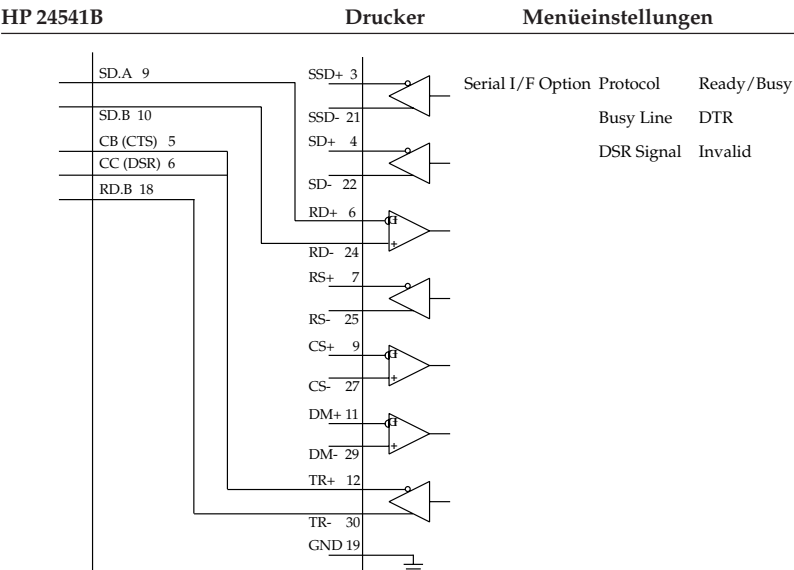 HP 24541B Drucker Menüeinstellungen
SD.A 9
SD.B 10
CB (CTS) 5
CC (DSR) 6
RD.B 18
SSD+ 3
SSD- 21
SD+ 4
SD- 22
RD+ 6
RD- 24
RS+ 7
RS- 25
CS+ 9
CS- 27
DM+ 11
DM- 29
TR+ 12
TR- 30
GND 19
Serial I/F Option Protocol Ready/Busy
Busy Line DTR
DSR Signal Invalid